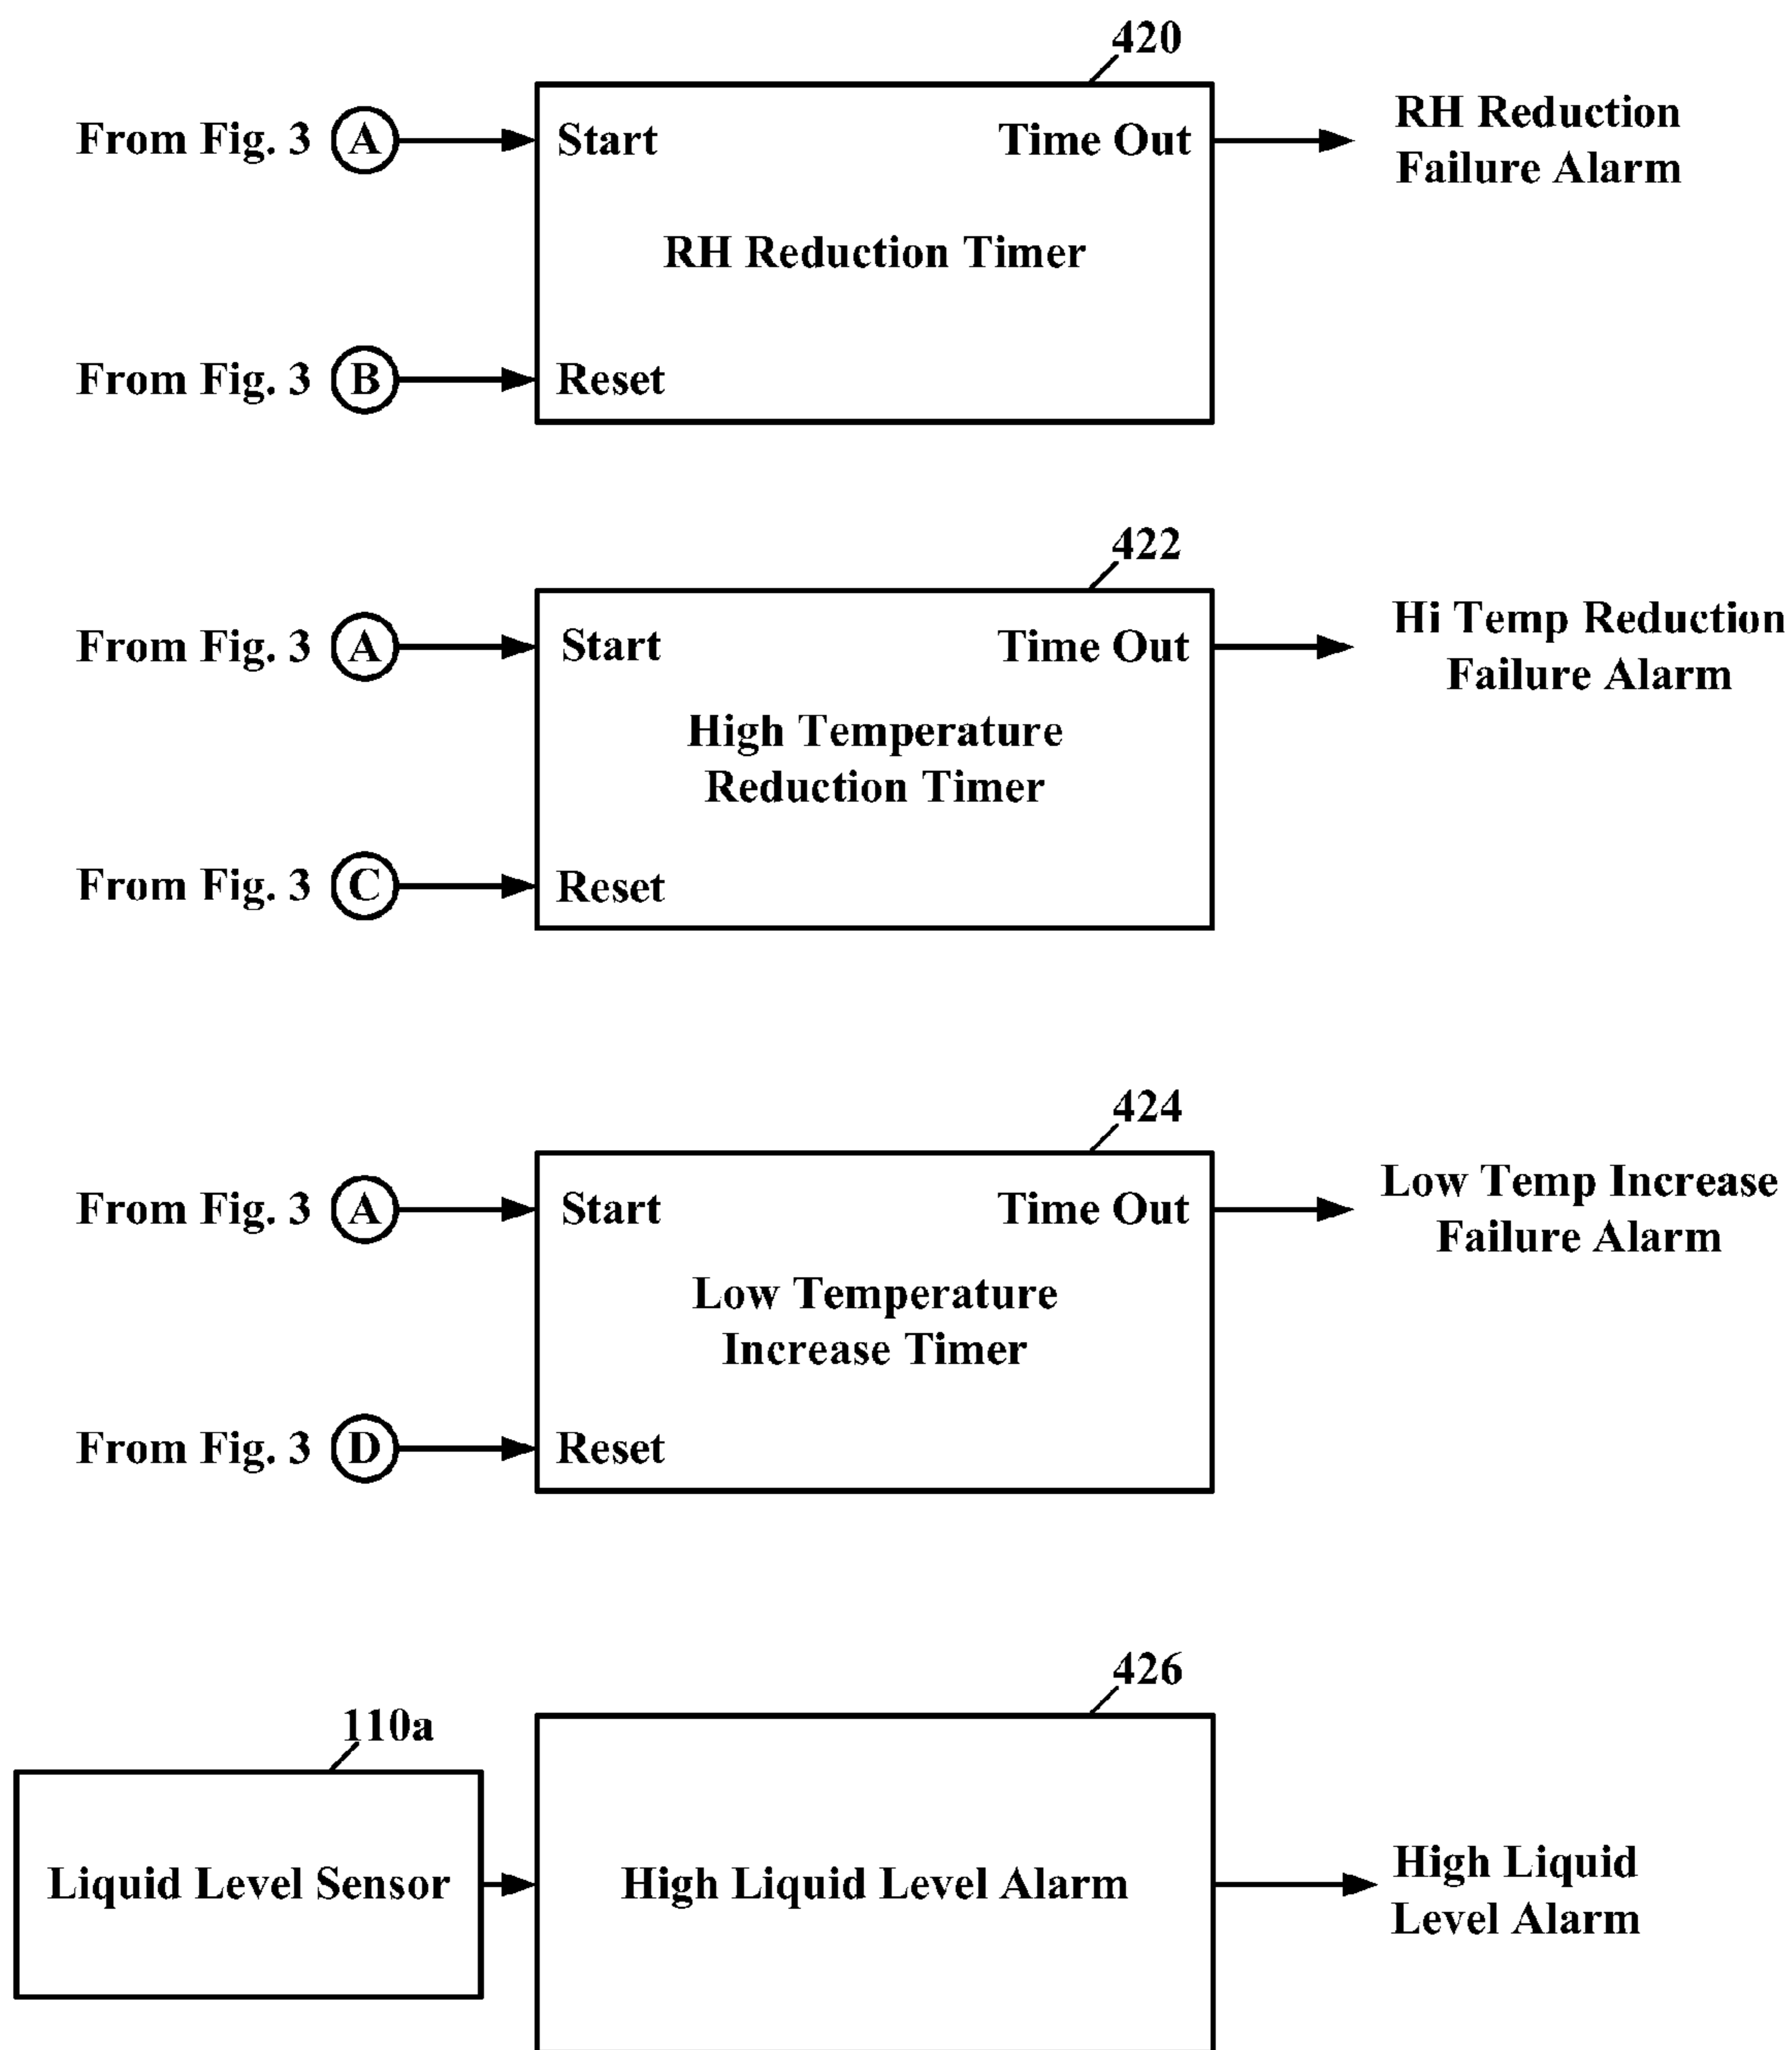 420
From Fig. 3 A Start Time Out RH Reduction
Failure Alarm
RH Reduction Timer
From Fig. 3 B Reset
422
From Fig. 3 A Start Time Out Hi Temp Reduction
Failure Alarm
High Temperature
Reduction Timer
From Fig. 3 C Reset
424
From Fig. 3 A Start Time Out Low Temp Increase
Failure Alarm
Low Temperature
Increase Timer
From Fig. 3 D Reset
426
110a
Liquid Level Sensor
High Liquid Level Alarm
High Liquid
Level Alarm